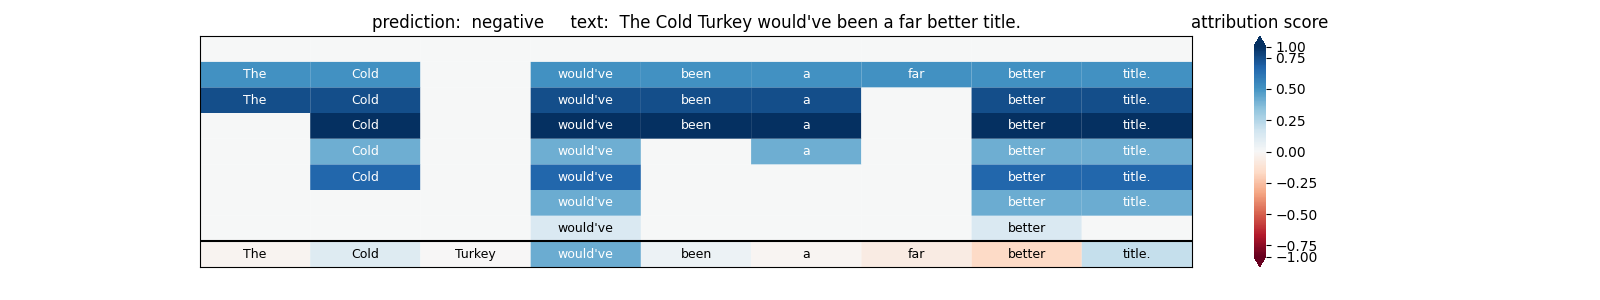 prediction:  negative     text:  The Cold Turkey would've been a far better title.     attribution score
The Cold would've been a far better title.
The Cold would've been a better title.
Cold would've been a better title.
Cold would've a better title.
Cold would've better title.
would've better title.
would've better
The Cold Turkey would've been a far better title.
1.00
0.75
0.50
0.25
0.00
−0.25
−0.50
−0.75
−1.00